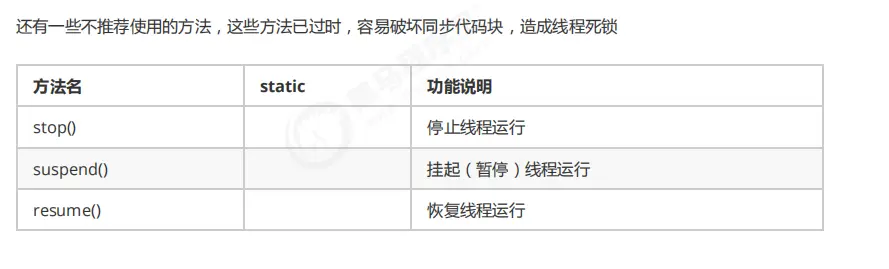 还有一些不推荐使用的方法，这些方法已过时，容易破坏同步代码块，造成线程死锁
方法名 static 功能说明
stop() 停止线程运行
suspend() 挂起（暂停）线程运行
resume() 恢复线程运行